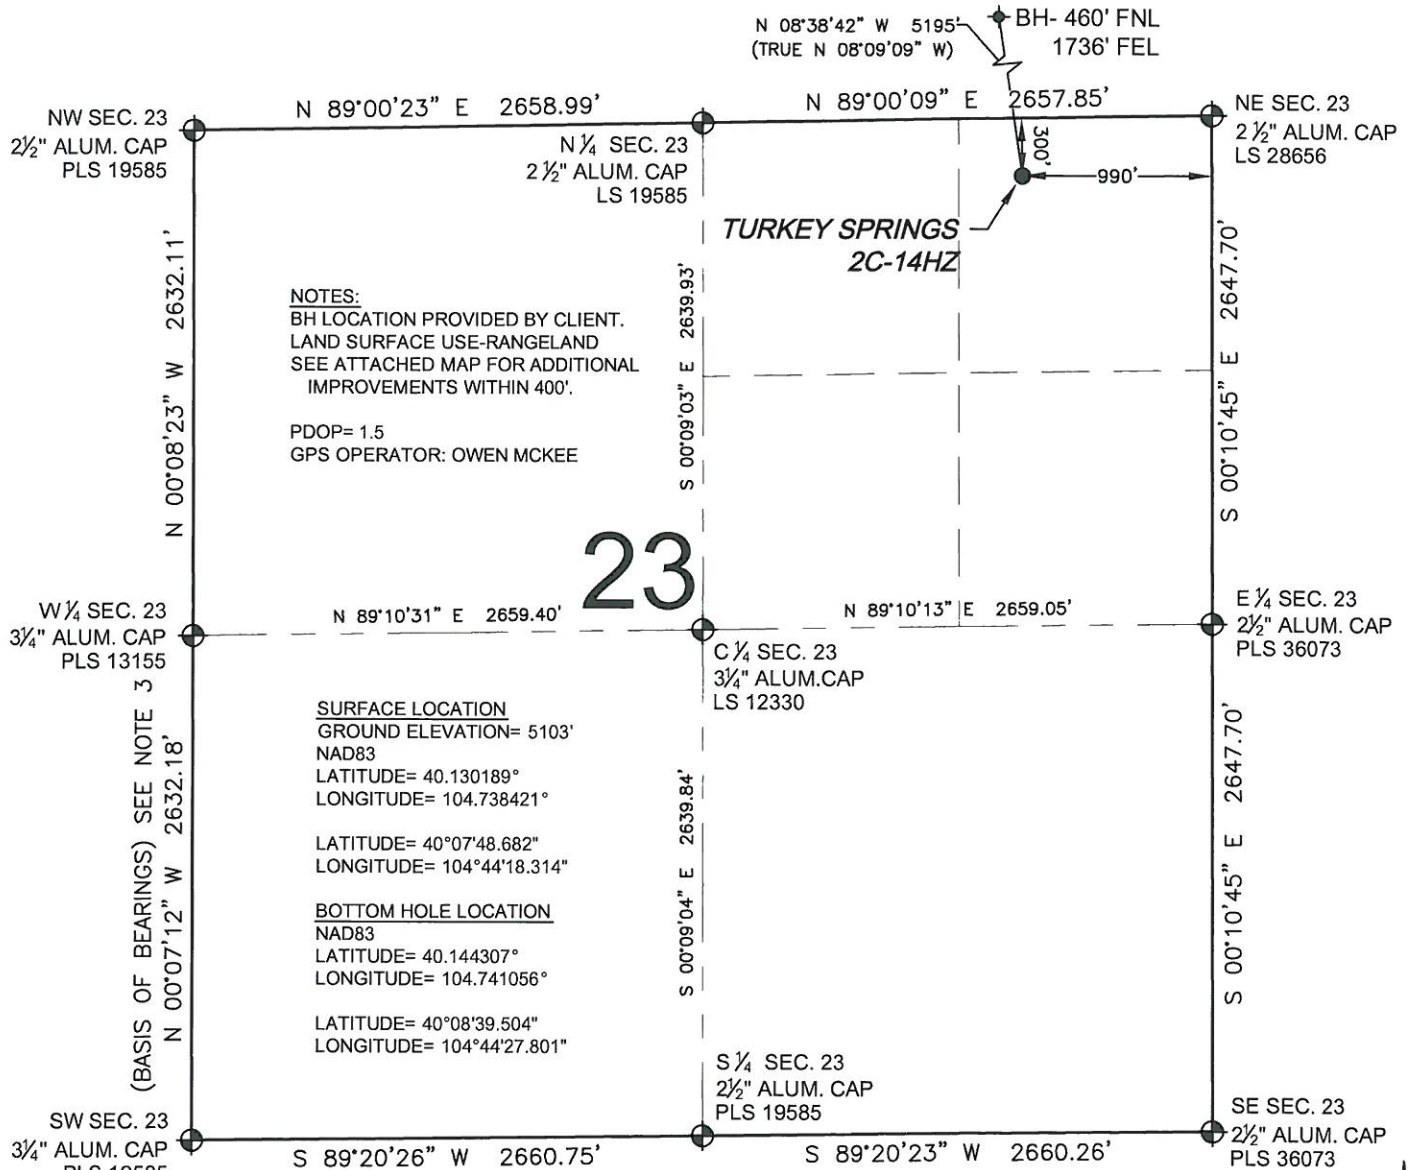 N 08°38'42" W 5195'
(TRUE N 08°09'09" W)
BH- 460' FNL
1736' FEL
N 89°00'23" E 2658.99'
N 89°00'09" E 2657.85'
NW SEC. 23
2½" ALUM. CAP
PLS 19585
N ¼ SEC. 23
2 ½" ALUM. CAP
LS 19585
NE SEC. 23
2 ½" ALUM. CAP
LS 28656
300'
990'
TURKEY SPRINGS
2C-14HZ
N 00°08'23" W 2632.11'
S 00°09'03" E 2639.93'
S 00°10'45" E 2647.70'
NOTES:
BH LOCATION PROVIDED BY CLIENT.
LAND SURFACE USE-RANGELAND
SEE ATTACHED MAP FOR ADDITIONAL
IMPROVEMENTS WITHIN 400'.
PDOP= 1.5
GPS OPERATOR: OWEN MCKEE
23
W ¼ SEC. 23
3¼" ALUM. CAP
PLS 13155
N 89°10'31" E 2659.40'
N 89°10'13" E 2659.05'
E ¼ SEC. 23
2½" ALUM. CAP
PLS 36073
C ¼ SEC. 23
3¼" ALUM.CAP
LS 12330
(BASIS OF BEARINGS) SEE NOTE 3
N 00°07'12" W 2632.18'
SURFACE LOCATION
GROUND ELEVATION= 5103'
NAD83
LATITUDE= 40.130189°
LONGITUDE= 104.738421°
LATITUDE= 40°07'48.682"
LONGITUDE= 104°44'18.314"
BOTTOM HOLE LOCATION
NAD83
LATITUDE= 40.144307°
LONGITUDE= 104.741056°
LATITUDE= 40°08'39.504"
LONGITUDE= 104°44'27.801"
S 00°09'04" E 2639.84'
S 00°10'45" E 2647.70'
SW SEC. 23
3¼" ALUM. CAP
S ¼ SEC. 23
2½" ALUM. CAP
PLS 19585
SE SEC. 23
2½" ALUM. CAP
PLS 36073
S 89°20'26" W 2660.75'
S 89°20'23" W 2660.26'